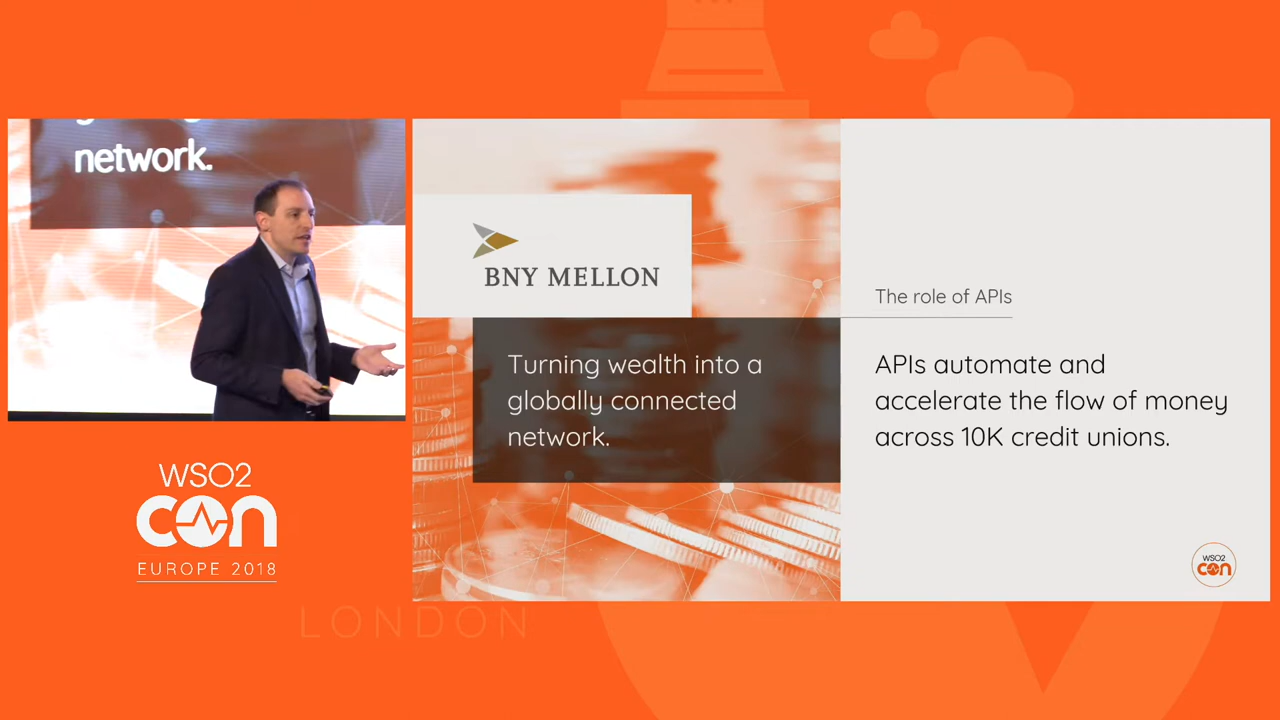 network.
WSO2
CON
EUROPE 2018
LONDON
BNY MELLON
Turning wealth into a
globally connected
network.
The role of APIs
APIs automate and
accelerate the flow of money
across 10K credit unions.
WSO2
CON